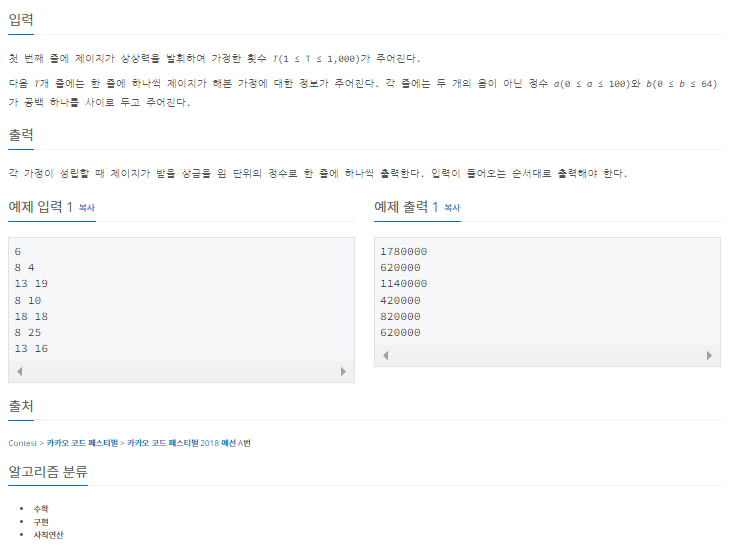 입력
첫 번째 줄에 제이지가 상상력을 발휘하여 가정한 횟수 T(1 ≤ T ≤ 1,000)가 주어진다.
다음 T개 줄에는 한 줄에 하나씩 제이지가 해본 가정에 대한 정보가 주어진다. 각 줄에는 두 개의 음이 아닌 정수 a(0 ≤ a ≤ 100)와 b(0 ≤ b ≤ 64)
가 공백 하나를 사이로 두고 주어진다.
출력
각 가정이 성립할 때 제이지가 받을 상금을 원 단위의 정수로 한 줄에 하나씩 출력한다. 입력이 들어오는 순서대로 출력해야 한다.
예제 입력 1 복사
6
8 4
13 19
8 10
18 18
8 25
13 16
예제 출력 1 복사
1780000
620000
1140000
420000
820000
620000
출처
Contest > 카카오 코드 페스티벌 > 카카오 코드 페스티벌 2018 예선 A번
알고리즘 분류
• 수학
• 구현
• 사칙연산